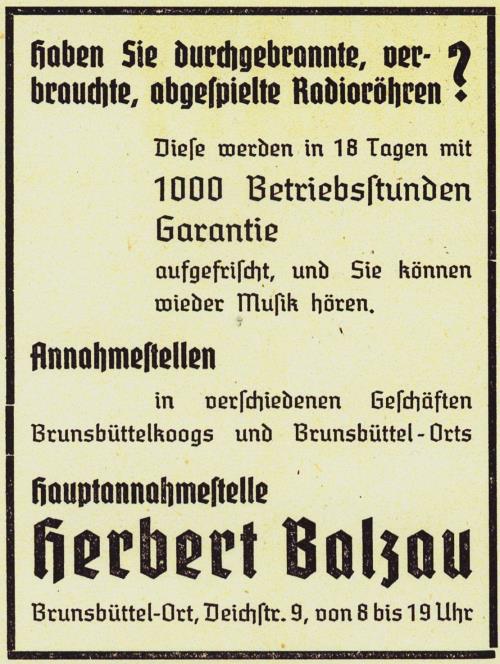 Haben Sie durchgebrannte, ver-
brauchte, abgeſpielte Radioröhren?
Dieſe werden in 18 Tagen mit
1000 Betriebsſtunden
Garantie
aufgefriſcht, und Sie können
wieder Muſik hören.
Annahmeſtellen
in verſchiedenen Geſchäften
Brunsbüttelkoogs und Brunsbüttel-Orts
Hauptannahmeſtelle
Herbert Balzau
Brunsbüttel-Ort, Deichſtr. 9, von 8 bis 19 Uhr